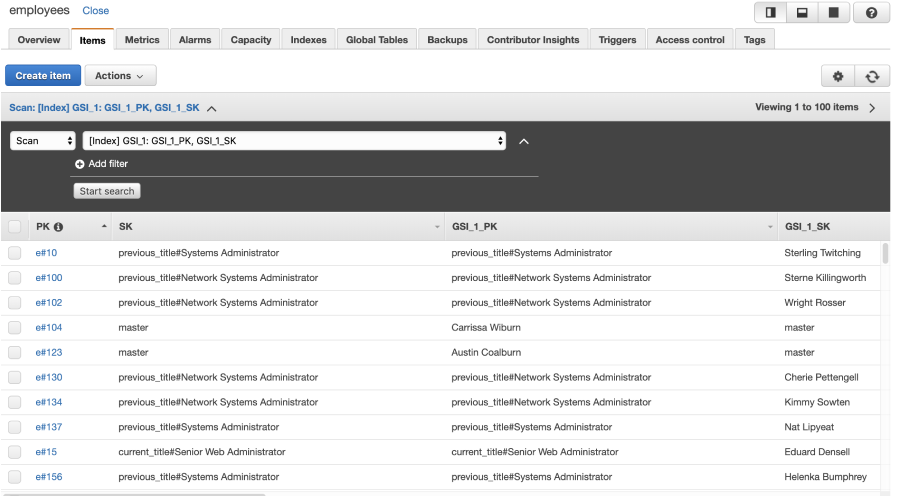 employees Close
Overview Items Metrics Alarms Capacity Indexes Global Tables Backups Contributor Insights Triggers Access control Tags
Create item Actions
Scan: [Index] GSI_1: GSI_1_PK, GSI_1_SK Viewing 1 to 100 items
Scan [Index] GSI_1: GSI_1_PK, GSI_1_SK
Add filter
Start search
PK SK GSI_1_PK GSI_1_SK
e#10 previous_title#Systems Administrator previous_title#Systems Administrator Sterling Twitching
e#100 previous_title#Network Systems Administrator previous_title#Network Systems Administrator Sterne Killingworth
e#102 previous_title#Network Systems Administrator previous_title#Network Systems Administrator Wright Rosser
e#104 master Carrissa Wiburn master
e#123 master Austin Coalburn master
e#130 previous_title#Network Systems Administrator previous_title#Network Systems Administrator Cherie Pettengell
e#134 previous_title#Network Systems Administrator previous_title#Network Systems Administrator Kimmy Sowten
e#137 previous_title#Systems Administrator previous_title#Systems Administrator Nat Lipyeat
e#15 current_title#Senior Web Administrator current_title#Senior Web Administrator Eduard Densell
e#156 previous_title#Systems Administrator previous_title#Systems Administrator Helenka Bumphrey